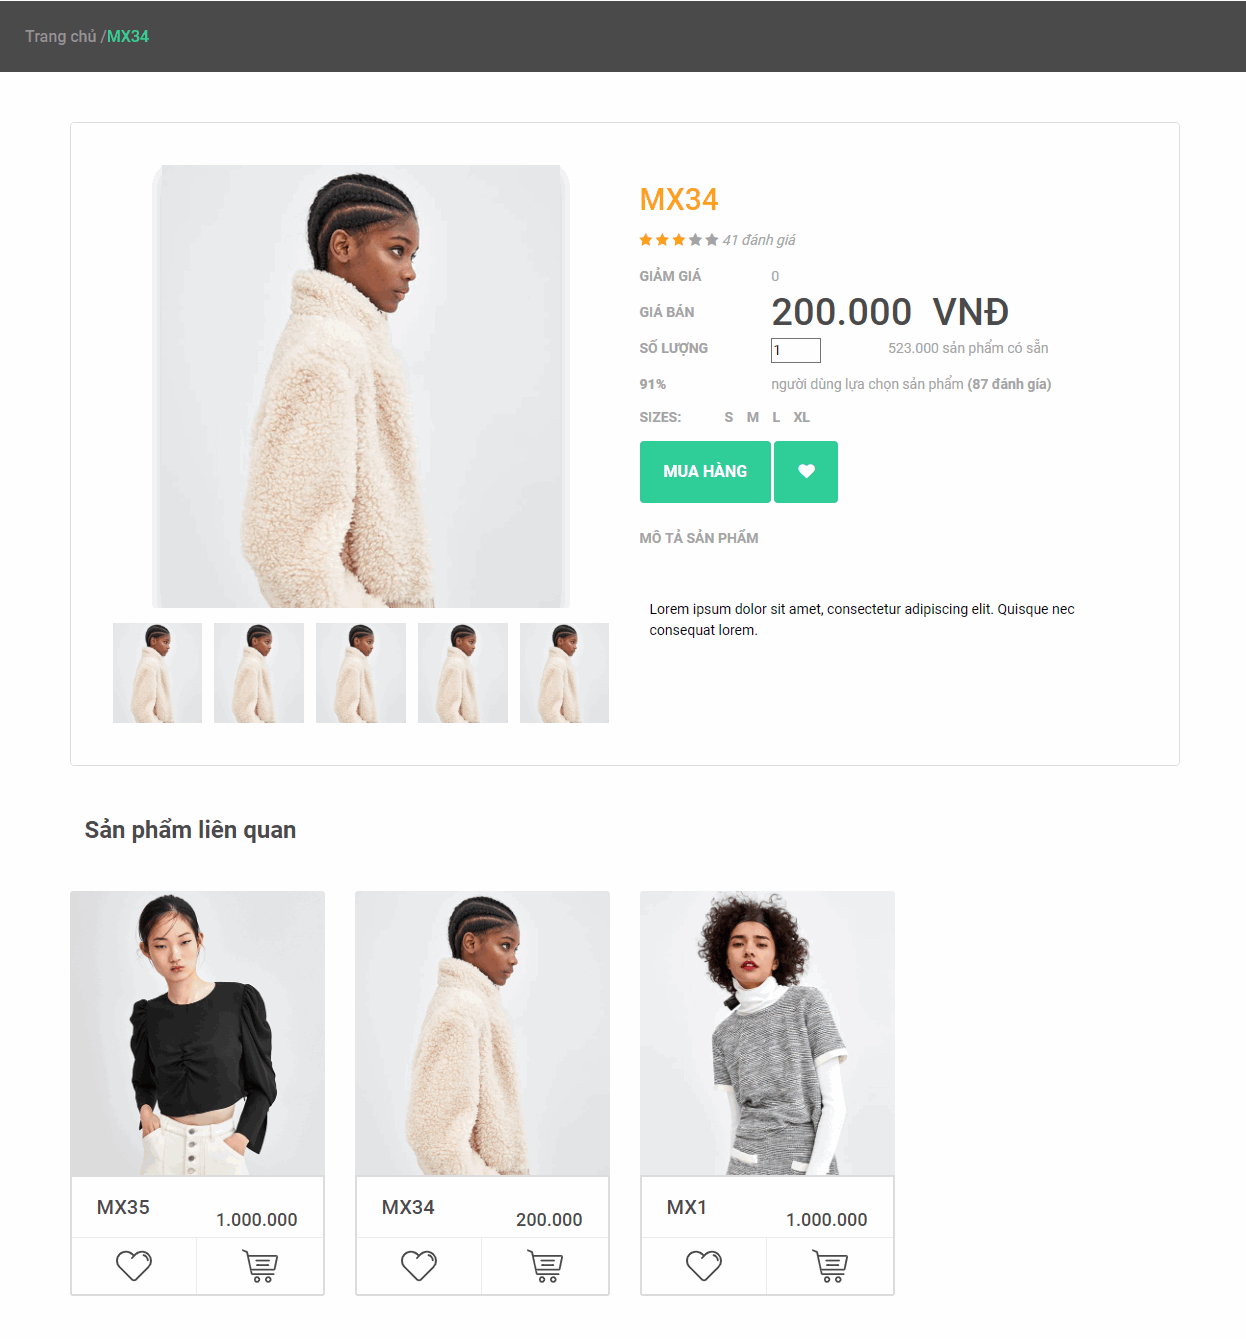 Trang chủ /MX34
MX34
41 đánh giá
GIẢM GIÁ 0
GIÁ BÁN 200.000 VNĐ
SỐ LƯỢNG 1 523.000 sản phẩm có sẵn
91% người dùng lựa chọn sản phẩm (87 đánh gía)
SIZES: S M L XL
MUA HÀNG
MÔ TẢ SẢN PHẨM
Lorem ipsum dolor sit amet, consectetur adipiscing elit. Quisque nec
consequat lorem.
Sản phẩm liên quan
MX35 1.000.000
MX34 200.000
MX1 1.000.000